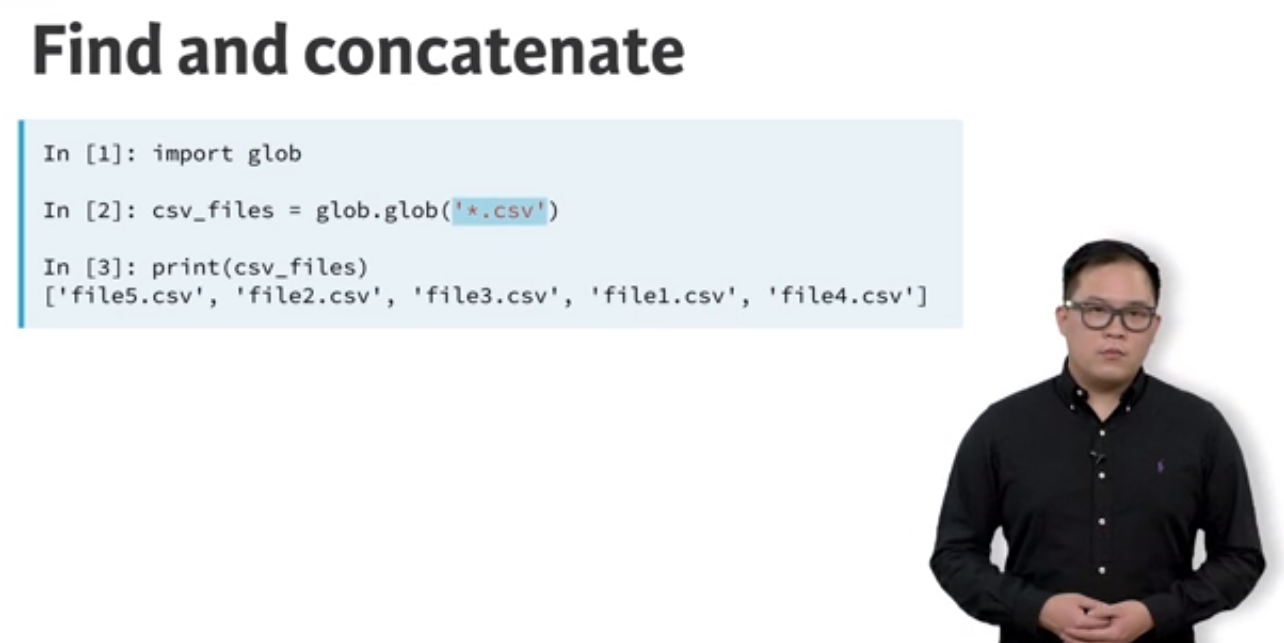 Find and concatenate
In [1]: import glob
In [2]: csv_files = glob.glob('*.csv')
In [3]: print(csv_files)
['file5.csv', 'file2.csv', 'file3.csv', 'file1.csv', 'file4.csv']